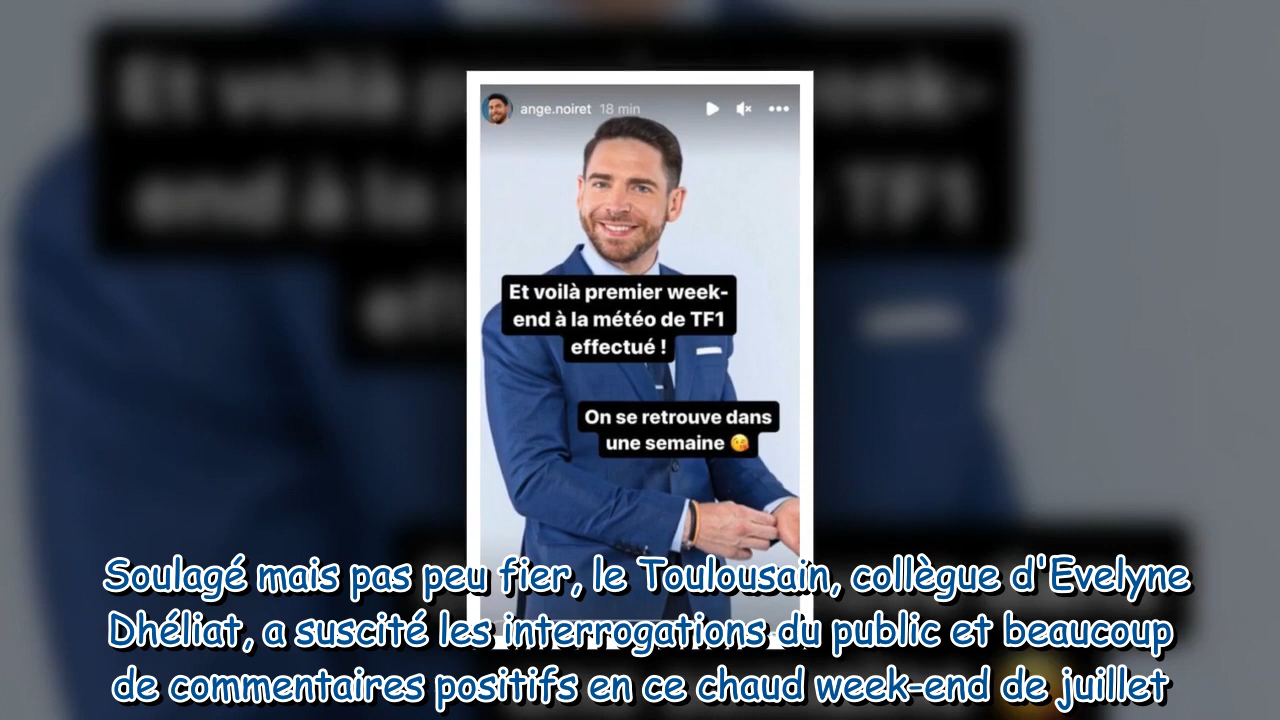 ange.noiret 18 min
Et voilà premier week-
end à la météo de TF1
effectué !
On se retrouve dans
une semaine 😘
Soulagé mais pas peu fier, le Toulousain, collègue d'Evelyne
Dhéliat, a suscité les interrogations du public et beaucoup
de commentaires positifs en ce chaud week-end de juillet